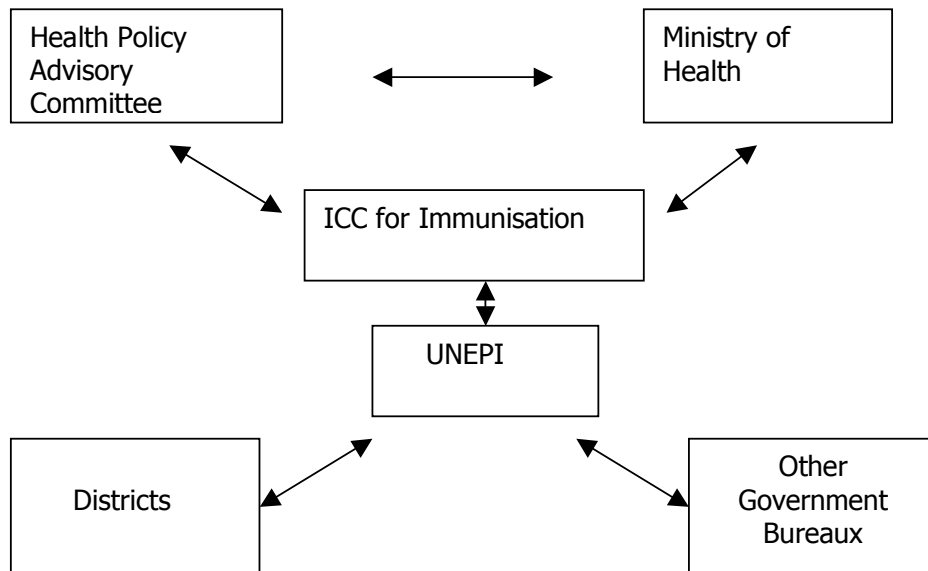 Health Policy
Advisory
Committee
Ministry of
Health
ICC for Immunisation
UNEPI
Districts
Other
Government
Bureaux